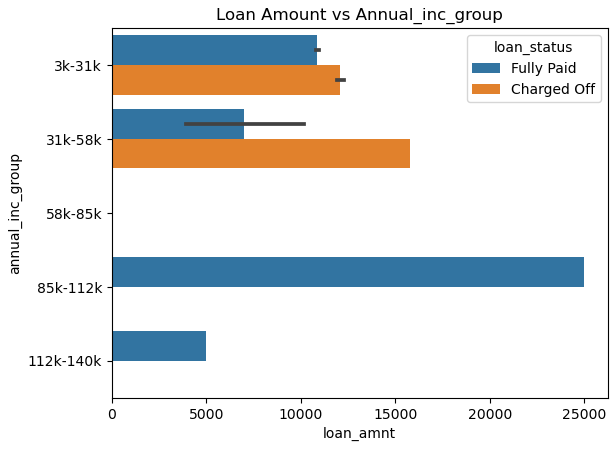 Loan Amount vs Annual_inc_group
loan_status
Fully Paid
Charged Off
annual_inc_group
3k-31k
31k-58k
58k-85k
85k-112k
112k-140k
0 5000 10000 15000 20000 25000
loan_amnt